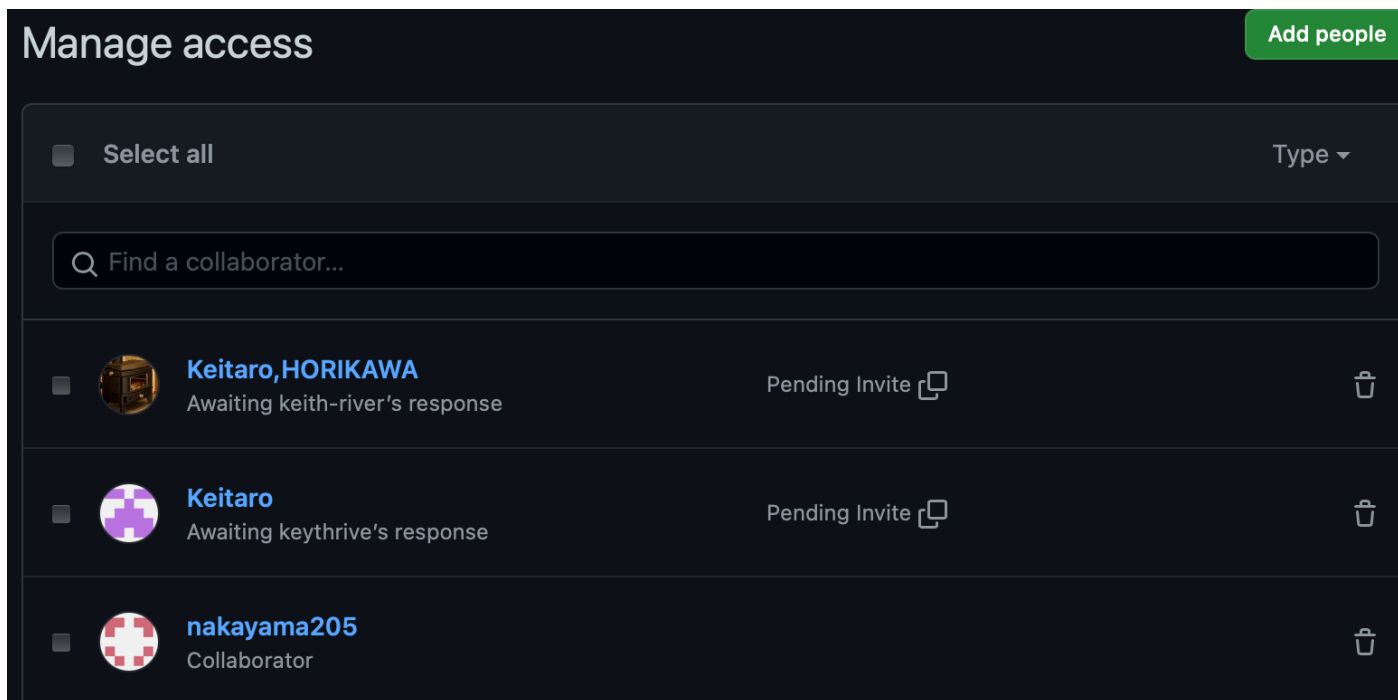 Manage access
Add people
Select all
Type
Find a collaborator...
Keitaro,HORIKAWA
Awaiting keith-river's response
Pending Invite
Keitaro
Awaiting keythrive's response
Pending Invite
nakayama205
Collaborator